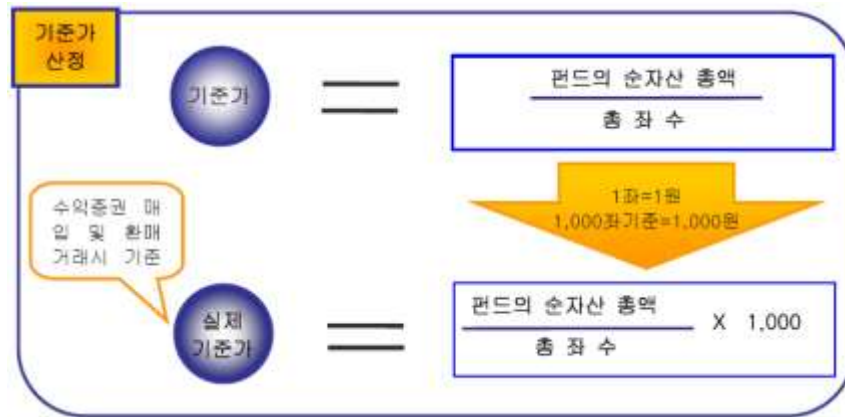 기준가
산정
기준가
펀드의 순자산 총액
총 좌 수
1좌=1원
1,000좌기준=1,000원
수익증권 매
입 및 환매
거래시 기준
실제
기준가
펀드의 순자산 총액
X 1,000
총 좌 수